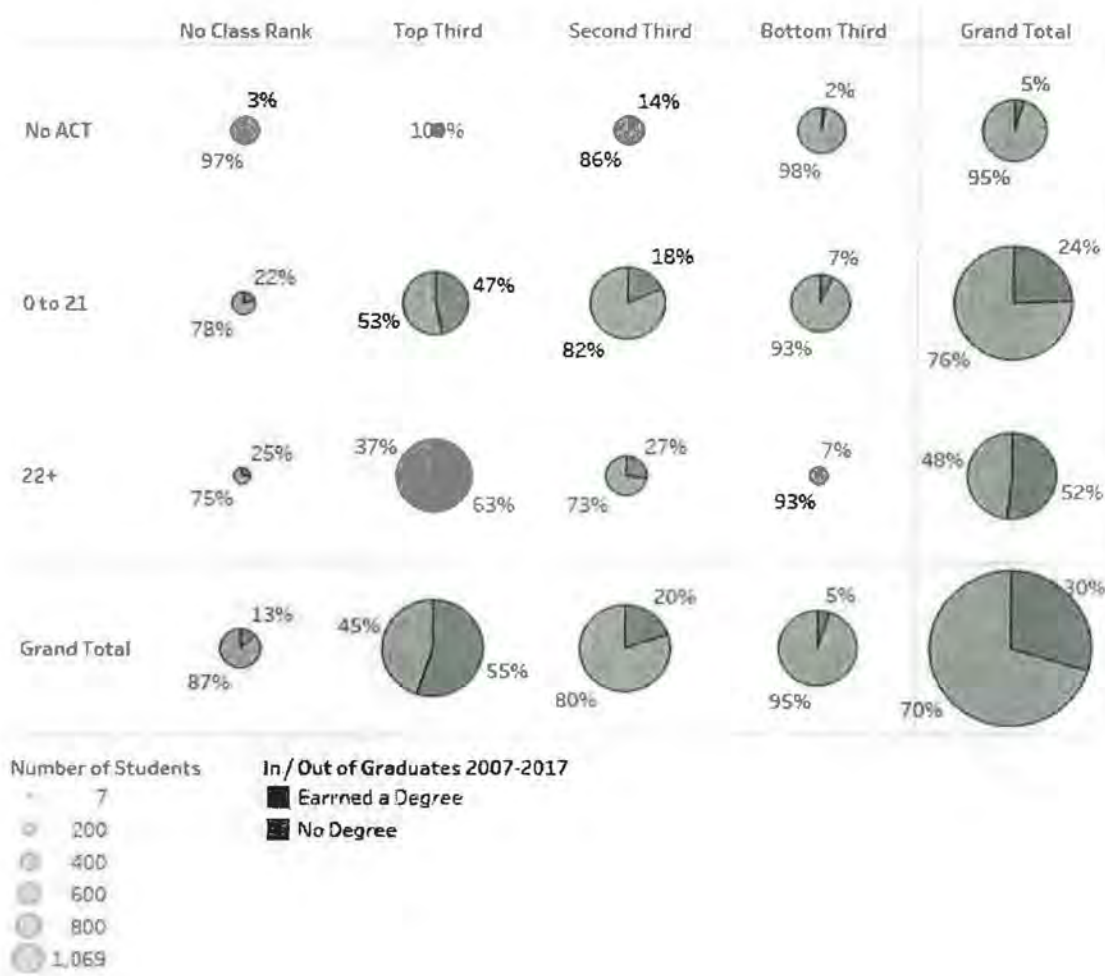 No Class Rank Top Third Second Third Bottom Third Grand Total
3% 14% 2% 5%
No ACT 100%
97% 86% 98% 95%
22% 47% 18% 7% 24%
0 to 21
78% 53% 82% 93% 76%
25% 37% 27% 7% 48%
22+
75% 63% 73% 93% 52%
13% 45% 20% 5% 30%
Grand Total
87% 55% 80% 95% 70%
Number of Students In / Out of Graduates 2007-2017
7 Earrned a Degree
200 No Degree
400
600
800
1,069